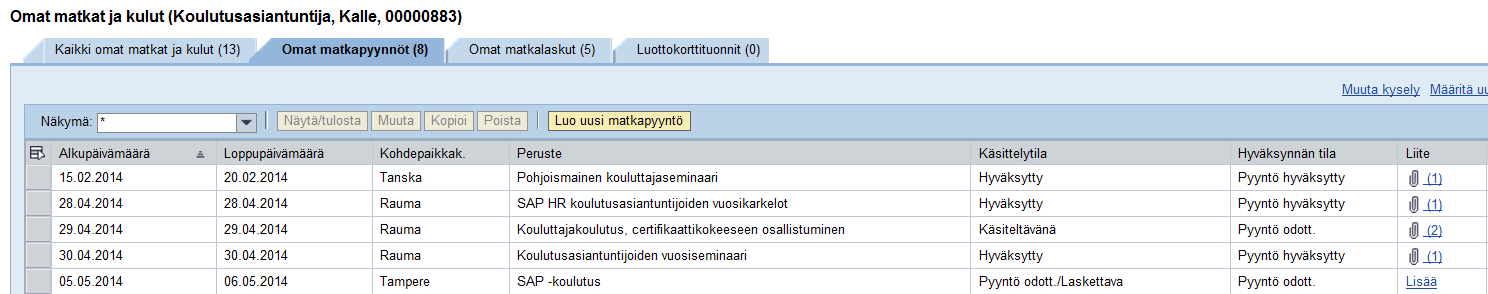 Omat matkat ja kulut (Koulutusasiantuntija, Kalle, 00000883)
Kaikki omat matkat ja kulut (13) Omat matkapyynnöt (8) Omat matkalaskut (5) Luottokorttituonnit (0)
Muuta kysely Määritä uu
Näkymä: * Näytä/tulosta Muuta Kopioi Poista Luo uusi matkapyyntö
Alkupäivämäärä Loppupäivämäärä Kohdepaikkak. Peruste Käsittelytila Hyväksynnän tila Liite
15.02.2014 20.02.2014 Tanska Pohjoismainen kouluttajaseminaari Hyväksytty Pyyntö hyväksytty (1)
28.04.2014 28.04.2014 Rauma SAP HR koulutusasiantuntijoiden vuosikarkelot Hyväksytty Pyyntö hyväksytty (1)
29.04.2014 29.04.2014 Rauma Kouluttajakoulutus, certifikaattikokeeseen osallistuminen Käsiteltävänä Pyyntö odott. (2)
30.04.2014 30.04.2014 Rauma Koulutusasiantuntijoiden vuosiseminaari Hyväksytty Pyyntö hyväksytty (1)
05.05.2014 06.05.2014 Tampere SAP -koulutus Pyyntö odott./Laskettava Pyyntö odott. Lisää